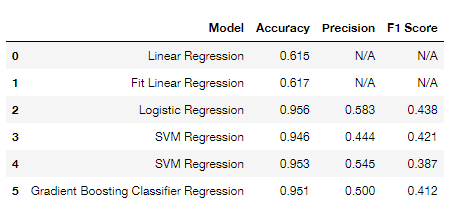 Model Accuracy Precision F1 Score
0 Linear Regression 0.615 N/A N/A
1 Fit Linear Regression 0.617 N/A N/A
2 Logistic Regression 0.956 0.583 0.438
3 SVM Regression 0.946 0.444 0.421
4 SVM Regression 0.953 0.545 0.387
5 Gradient Boosting Classifier Regression 0.951 0.500 0.412